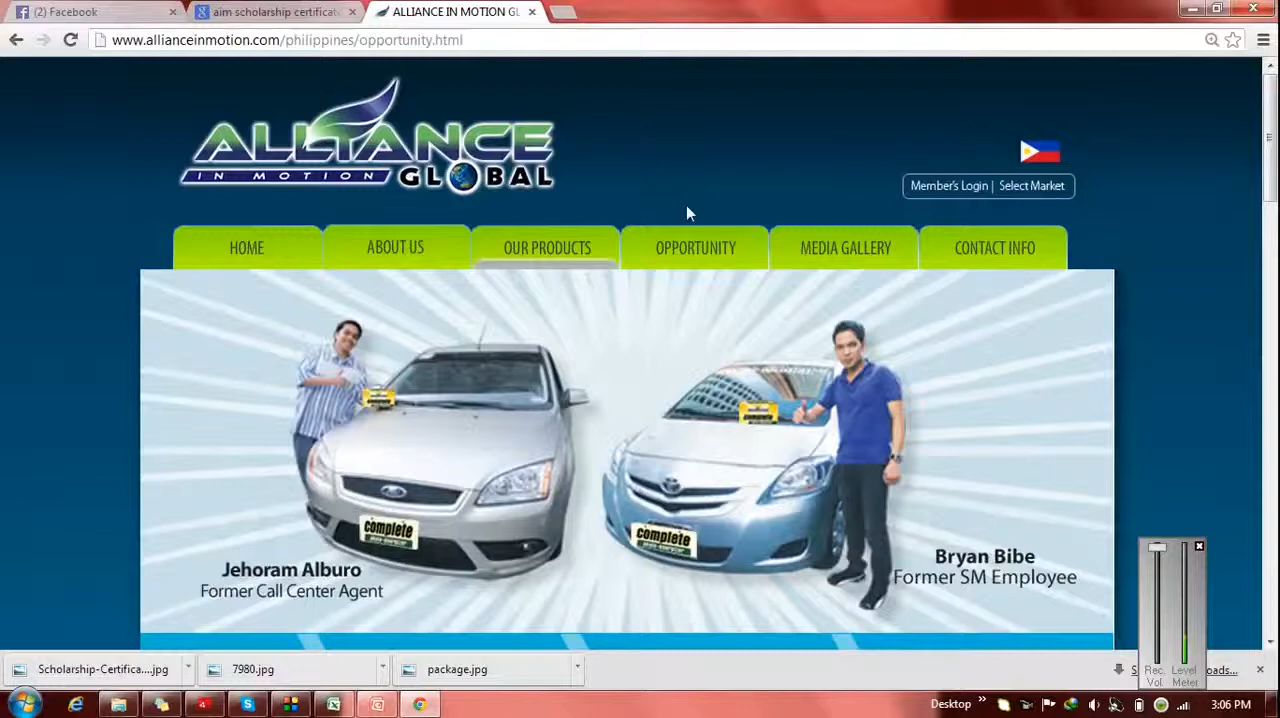 (2) Facebook
aim scholarship certificat
ALLIANCE IN MOTION GL
www.allianceinmotion.com/philippines/opportunity.html
ALLIANCE
IN MOTION GLOBAL
Member's Login | Select Market
HOME
ABOUT US
OUR PRODUCTS
OPPORTUNITY
MEDIA GALLERY
CONTACT INFO
complete
complete
complete
Jehoram Alburo
Former Call Center Agent
Bryan Bibe
Former SM Employee
Rec. Level
Vol. Meter
Scholarship-Certifica....jpg
7980.jpg
package.jpg
Desktop
3:06 PM